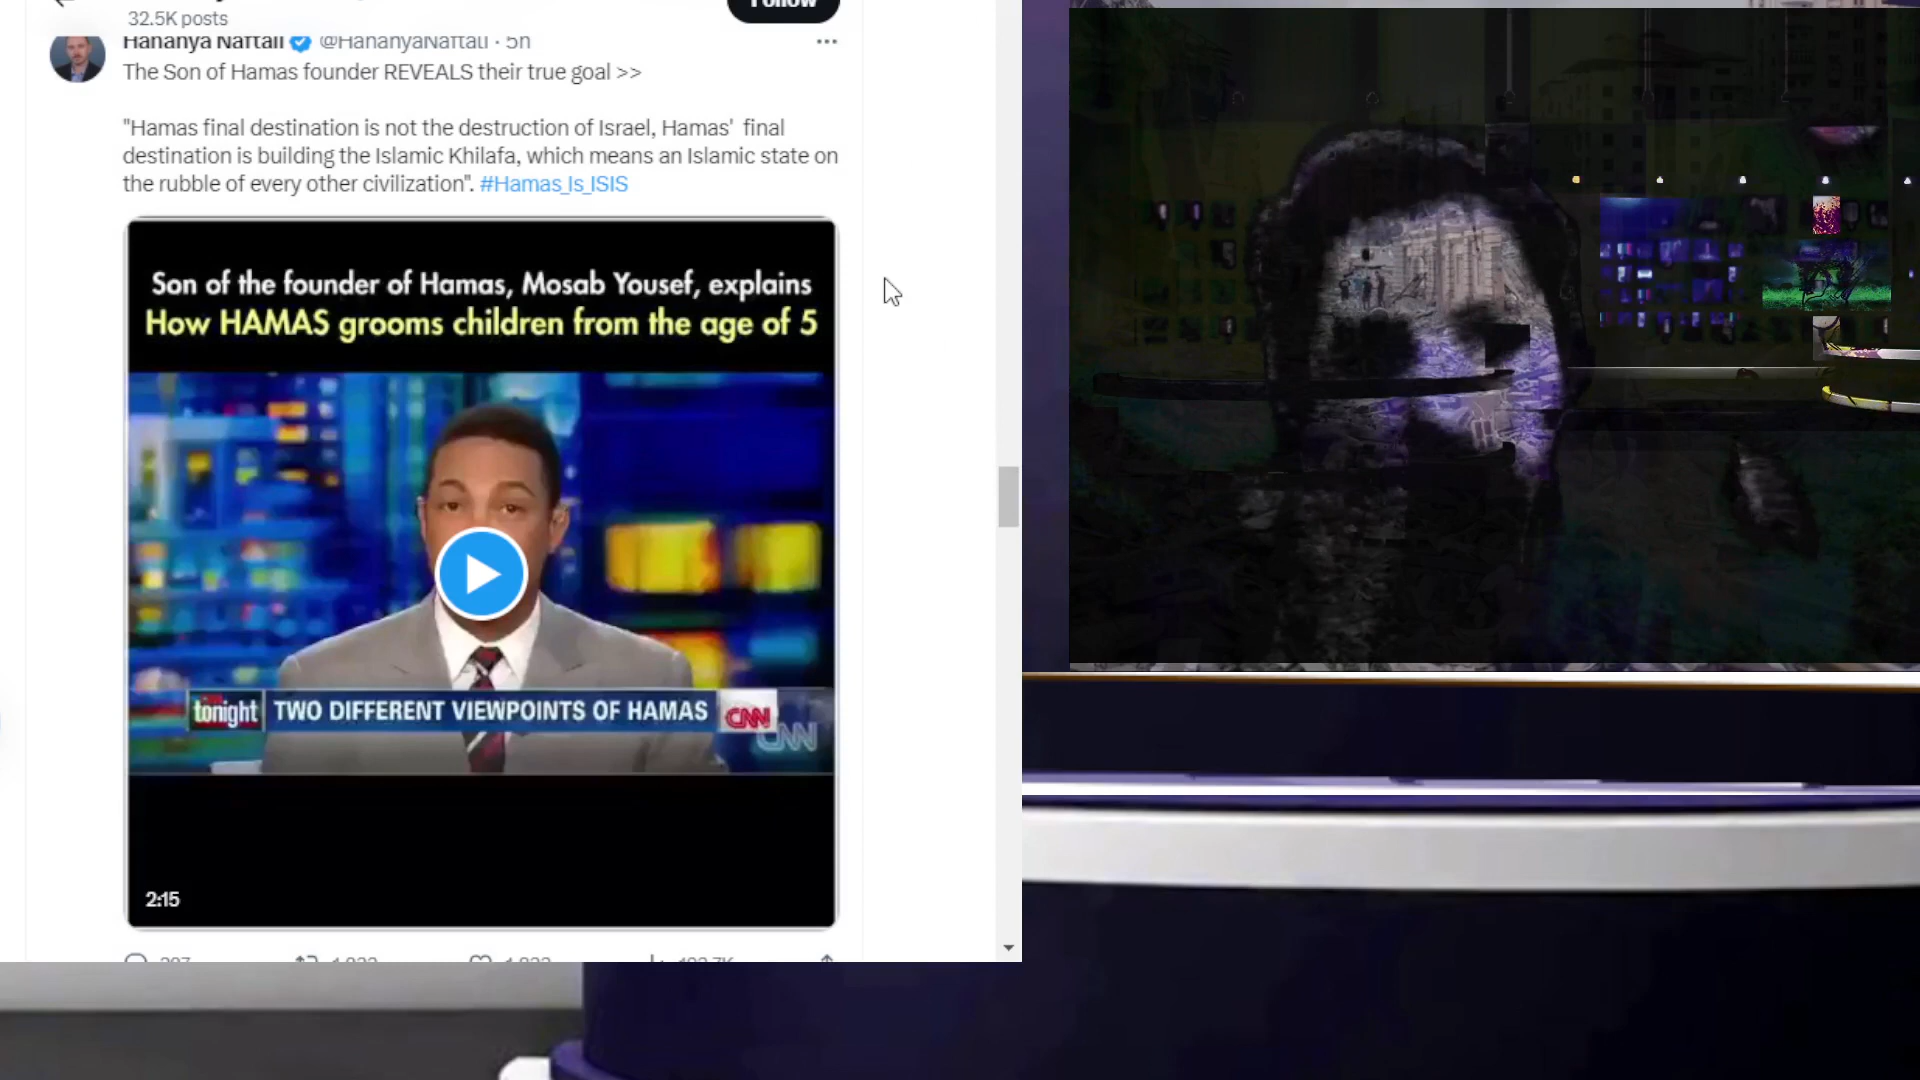 32.5K posts
Follow
Hananya Naftali @HananyaNaftali · 5h
The Son of Hamas founder REVEALS their true goal >>
"Hamas final destination is not the destruction of Israel, Hamas' final
destination is building the Islamic Khilafa, which means an Islamic state on
the rubble of every other civilization". #Hamas_Is_ISIS
Son of the founder of Hamas, Mosab Yousef, explains
How HAMAS grooms children from the age of 5
tonight TWO DIFFERENT VIEWPOINTS OF HAMAS CNN
CNN
2:15